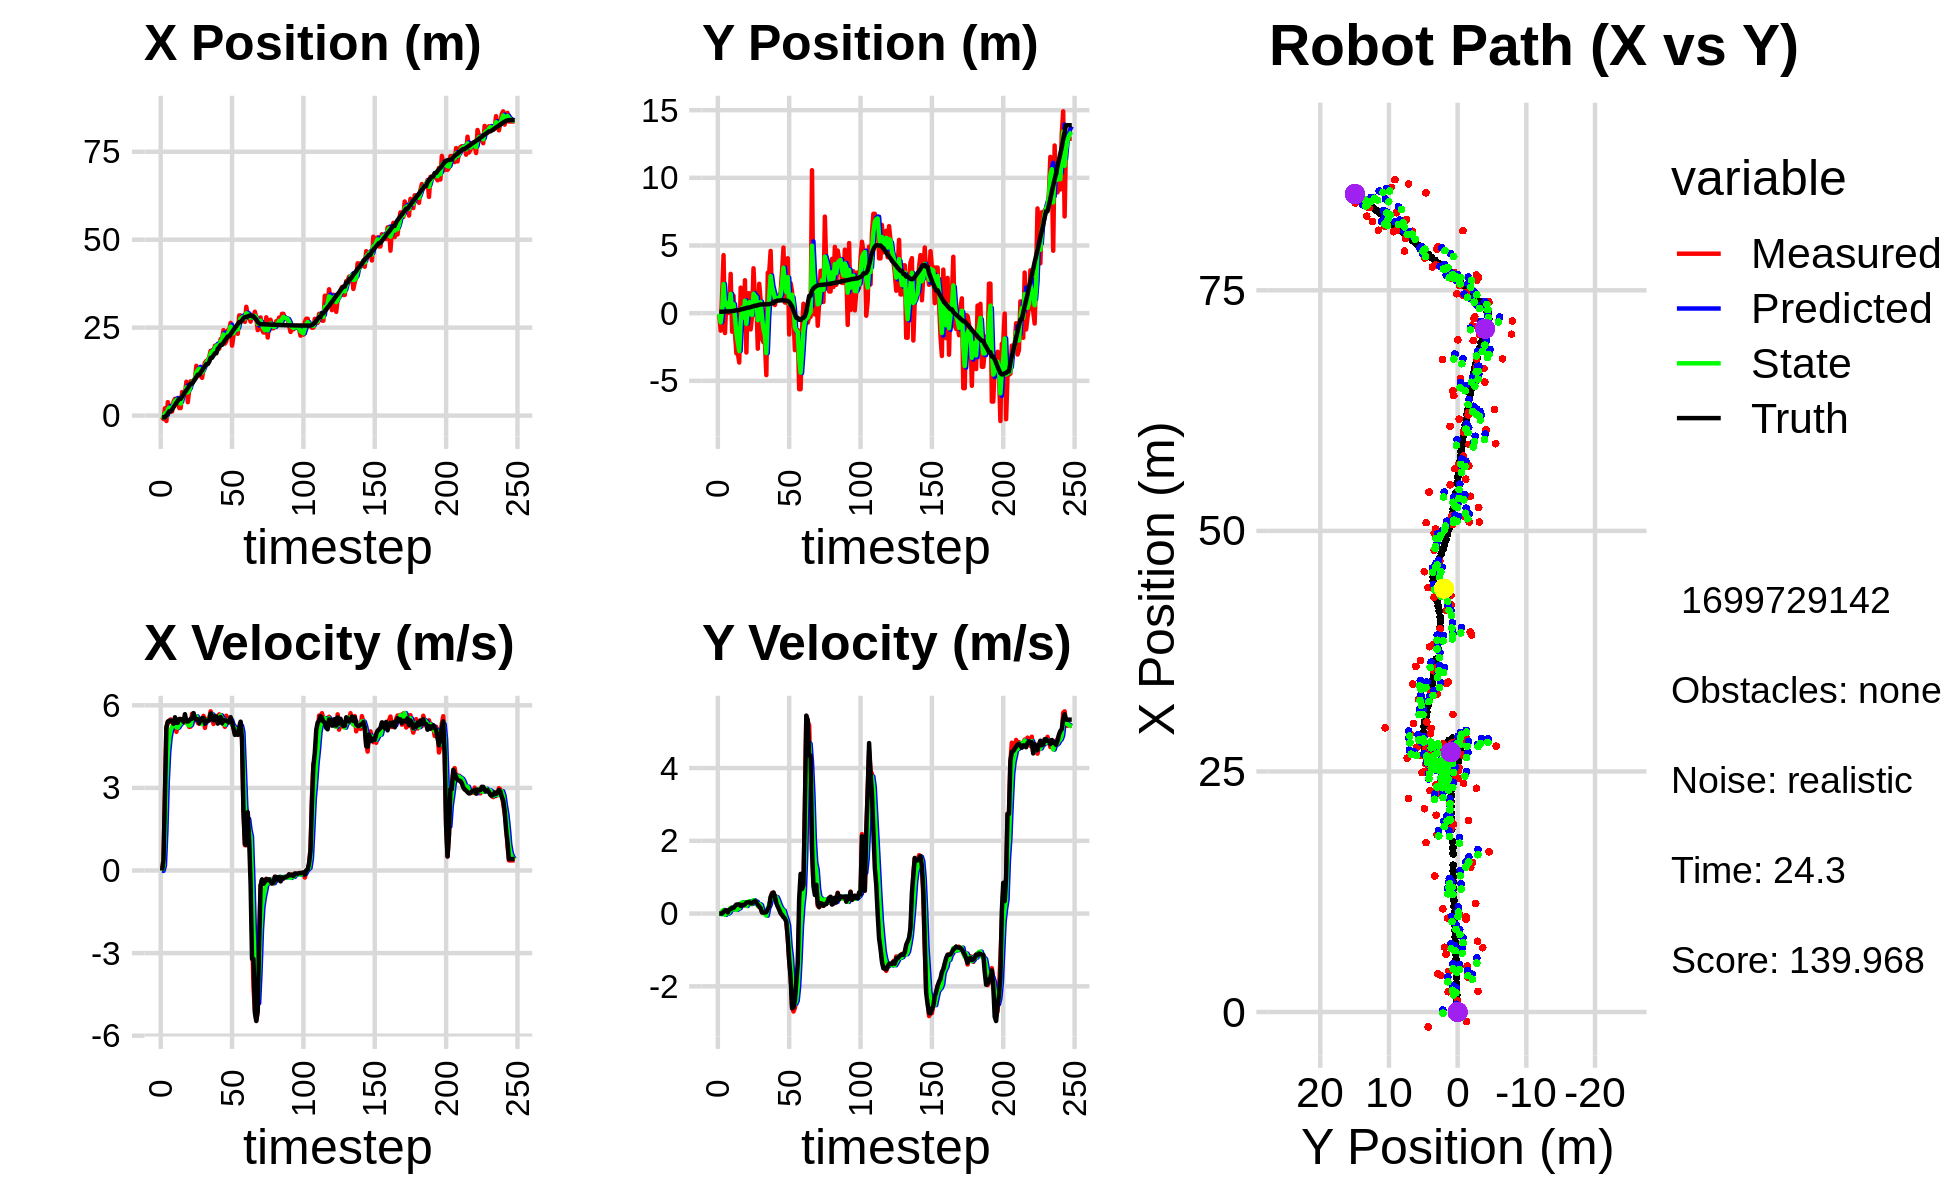 X Position (m)
75
50
25
0
0 50 100 150 200 250
timestep
Y Position (m)
15
10
5
0
-5
0 50 100 150 200 250
timestep
X Velocity (m/s)
6
3
0
-3
-6
0 50 100 150 200 250
timestep
Y Velocity (m/s)
4
2
0
-2
0 50 100 150 200 250
timestep
Robot Path (X vs Y)
X Position (m)
75
50
25
0
20 10 0 -10 -20
Y Position (m)
variable
Measured
Predicted
State
Truth
1699729142
Obstacles: none
Noise: realistic
Time: 24.3
Score: 139.968